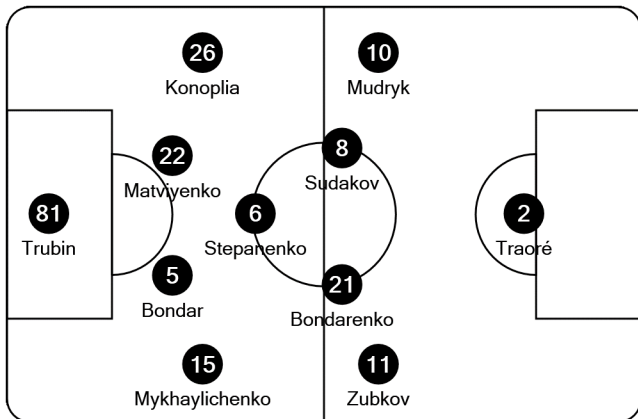 26
Konoplia
10
Mudryk
22
Matviyenko
8
Sudakov
81
Trubin
6
Stepanenko
2
Traoré
5
Bondar
21
Bondarenko
15
Mykhaylichenko
11
Zubkov